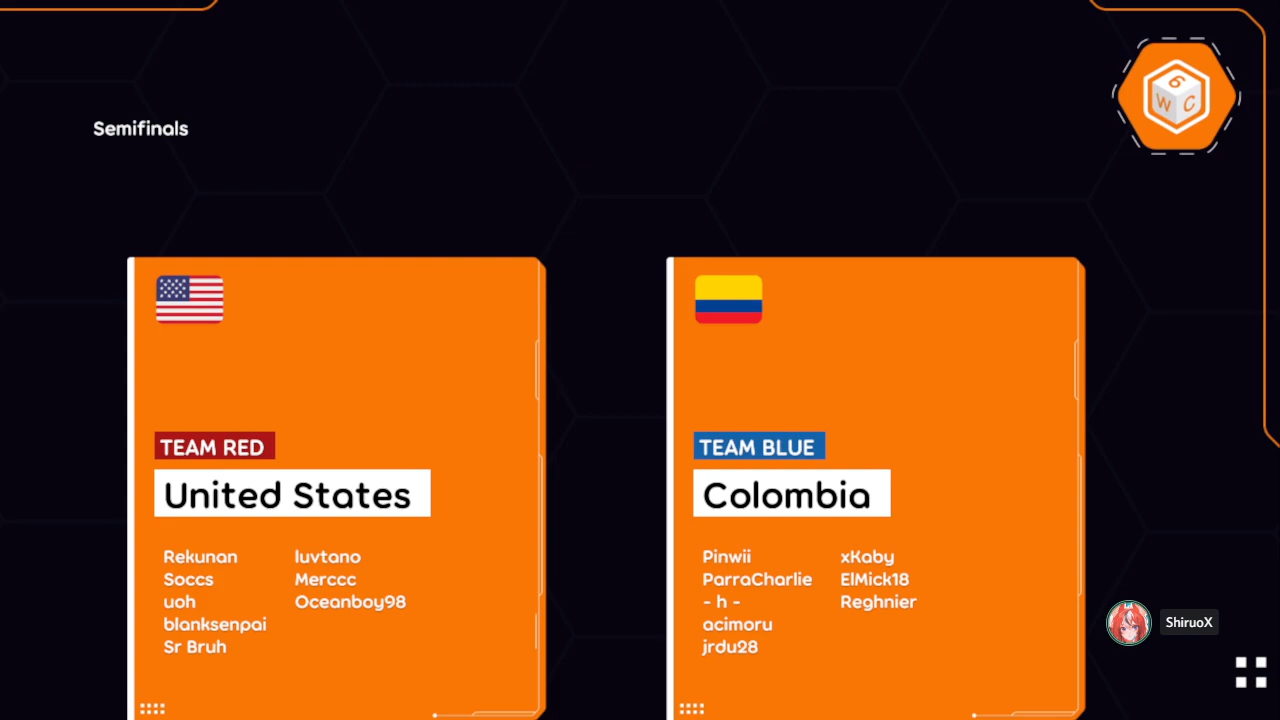 6
W C
Semifinals
TEAM RED
United States
Rekunan
Soccs
uoh
blanksenpai
Sr Bruh
luvtano
Merccc
Oceanboy98
TEAM BLUE
Colombia
Pinwii
ParraCharlie
- h -
acimoru
jrdu28
xKaby
ElMick18
Reghnier
ShiruoX